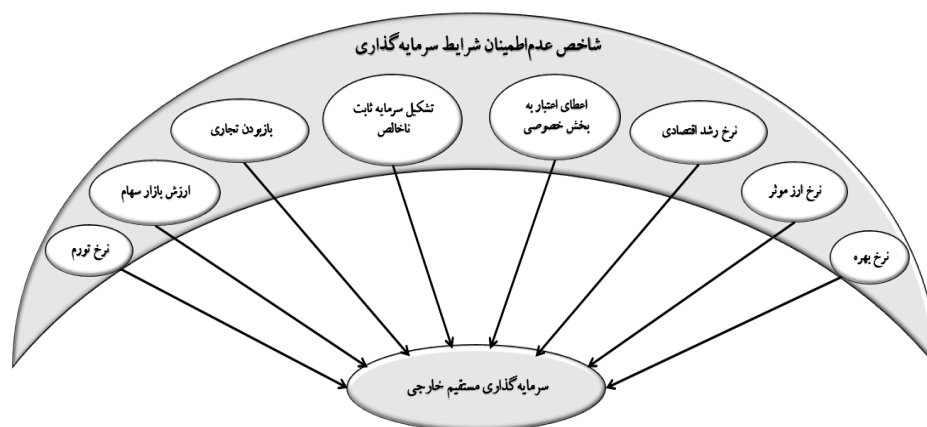 شاخص عدم‌اطمینان شرایط سرمایه‌گذاری
اعطای اعتبار به
بخش خصوصی
تشکیل سرمایه ثابت
ناخالص
نرخ رشد اقتصادی
بازبودن تجاری
نرخ ارز موثر
ارزش بازار سهام
نرخ بهره
نرخ تورم
سرمایه‌گذاری مستقیم خارجی